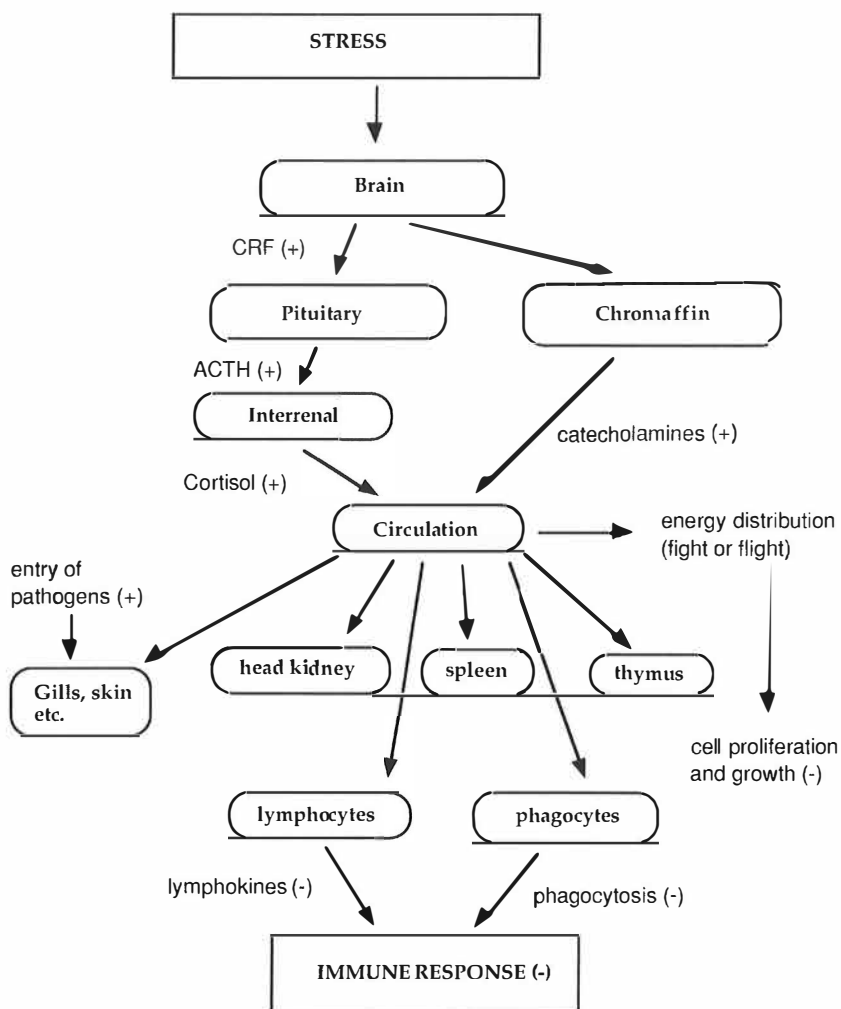 STRESS
Brain
CRF (+)
Pituitary
Chromaffin
ACTH (+)
Interrenal
catecholamines (+)
Cortisol (+)
Circulation
energy distribution
(fight or flight)
entry of
pathogens (+)
head kidney
spleen
thymus
Gills, skin
etc.
cell proliferation
and growth (-)
lymphocytes
phagocytes
lymphokines (-)
phagocytosis (-)
IMMUNE RESPONSE (-)